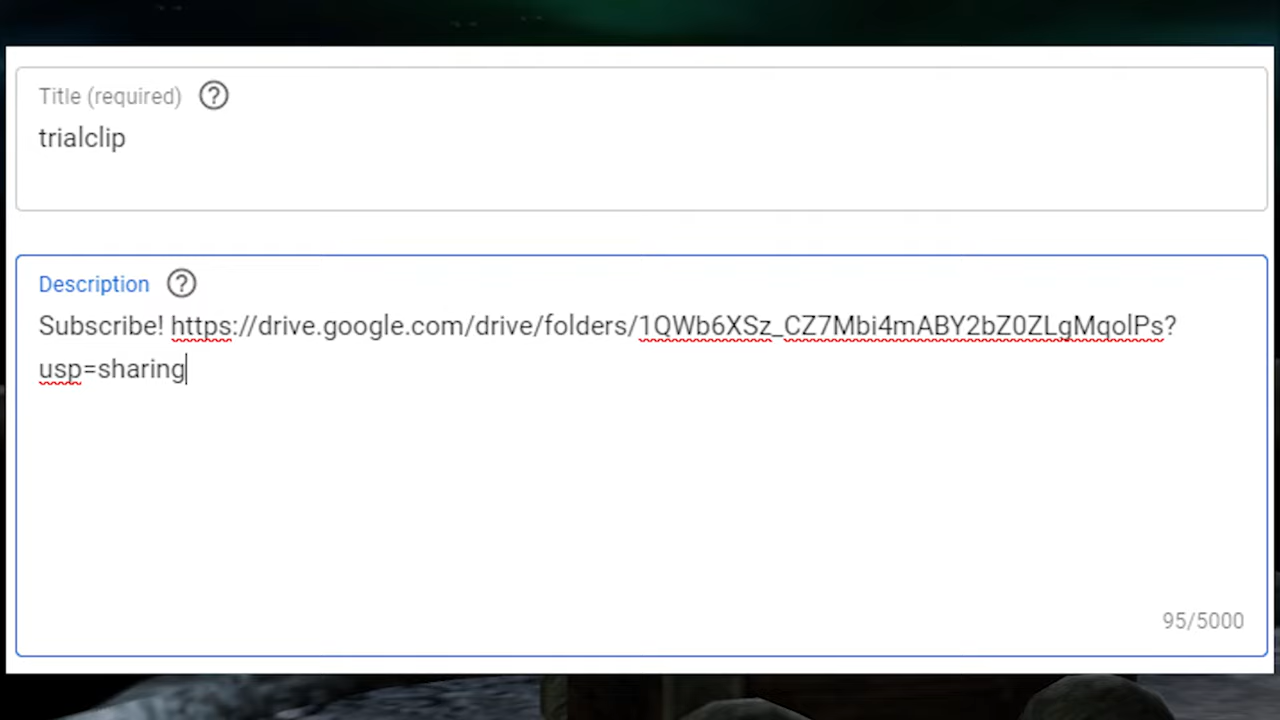 Title (required)
trialclip
Description
Subscribe! https://drive.google.com/drive/folders/1QWb6XSz_CZ7Mbi4mABY2bZ0ZLgMqolPs?
usp=sharing
95/5000